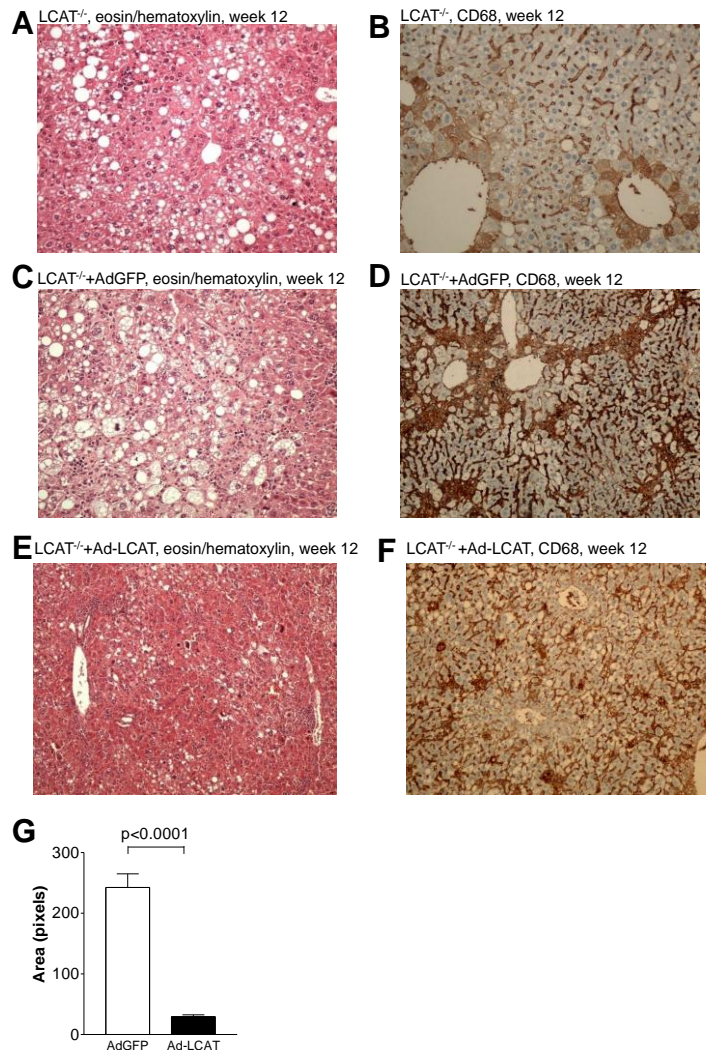 A LCAT-/-, eosin/hematoxylin, week 12
B LCAT-/-, CD68, week 12
C LCAT-/-+AdGFP, eosin/hematoxylin, week 12
D LCAT-/-+AdGFP, CD68, week 12
E LCAT-/-+Ad-LCAT, eosin/hematoxylin, week 12
F LCAT-/- +Ad-LCAT, CD68, week 12
G
p<0.0001
300
200
100
0
Area (pixels)
AdGFP Ad-LCAT